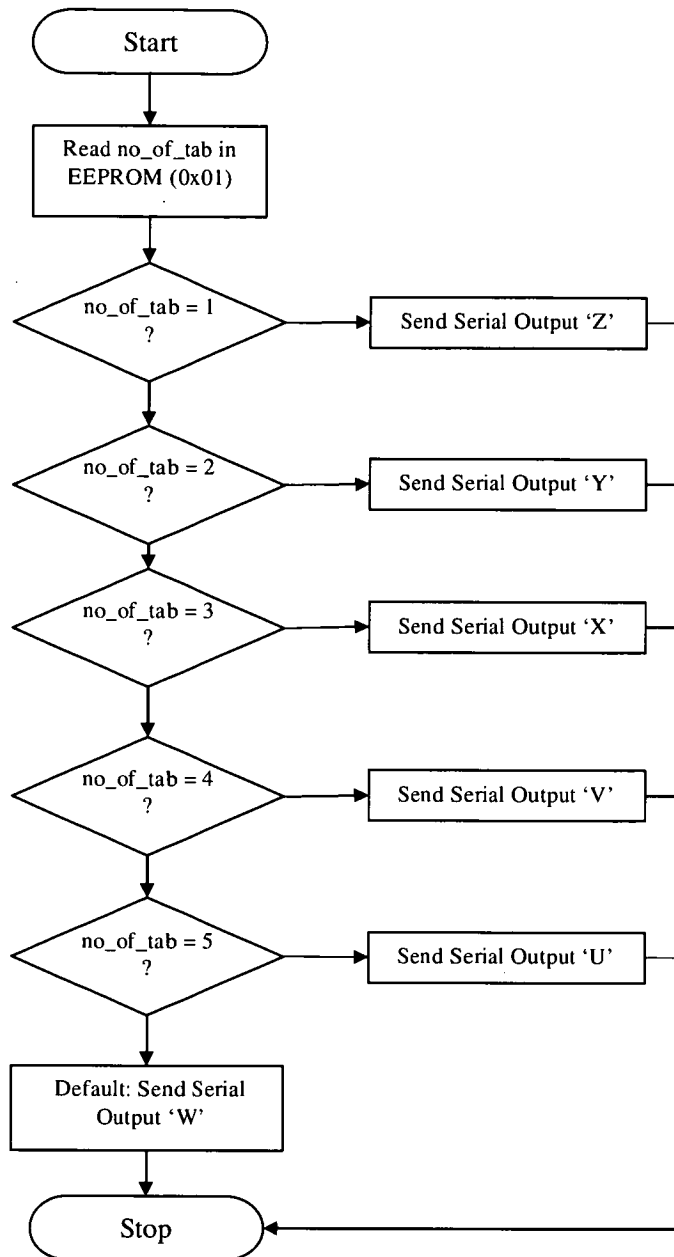 Start
Read no_of_tab in
EEPROM (0x01)
no_of_tab = 1
?
Send Serial Output ‘Z’
no_of_tab = 2
?
Send Serial Output ‘Y’
no_of_tab = 3
?
Send Serial Output ‘X’
no_of_tab = 4
?
Send Serial Output ‘V’
no_of_tab = 5
?
Send Serial Output ‘U’
Default: Send Serial
Output ‘W’
Stop